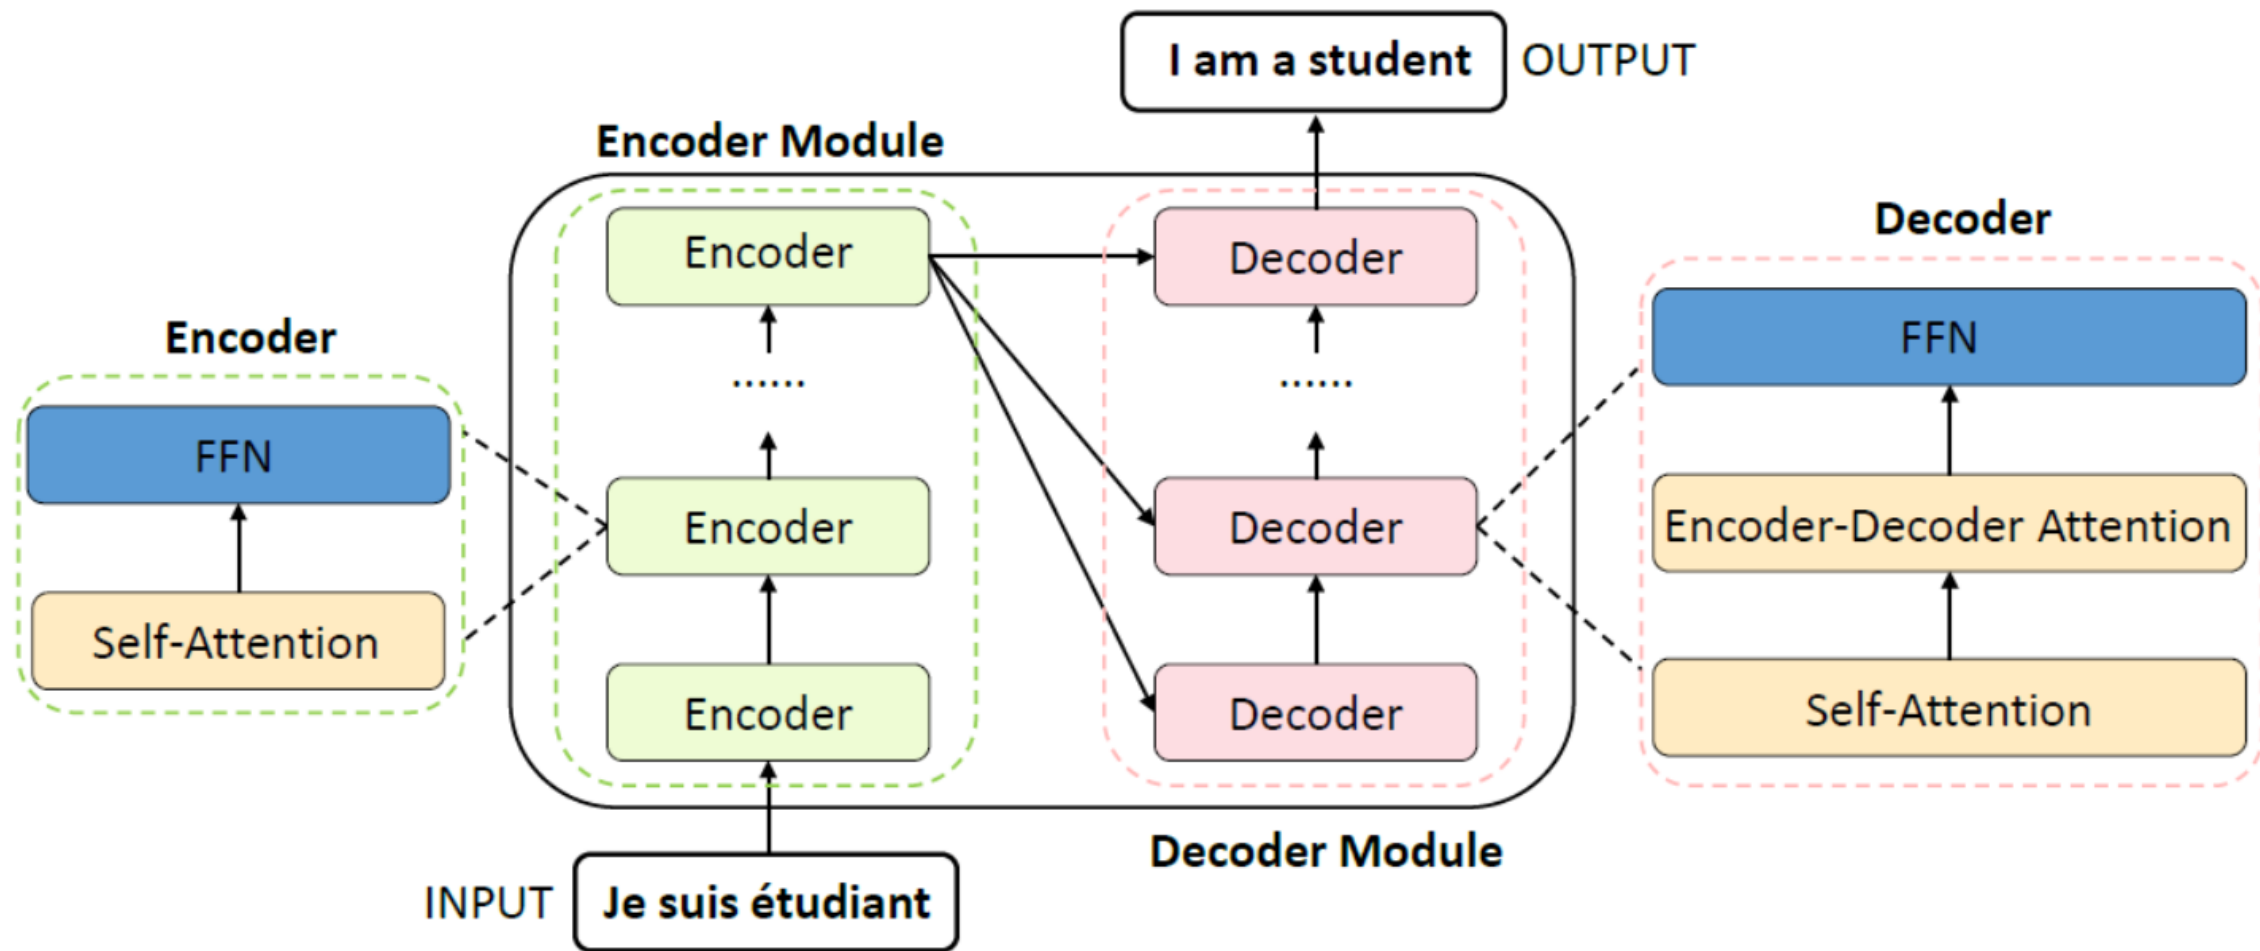 I am a student
OUTPUT
Encoder Module
Encoder
Decoder
Decoder
Encoder
FFN
Self-Attention
......
Encoder
Encoder
......
Decoder
Decoder
FFN
Encoder-Decoder Attention
Self-Attention
Decoder Module
INPUT
Je suis étudiant